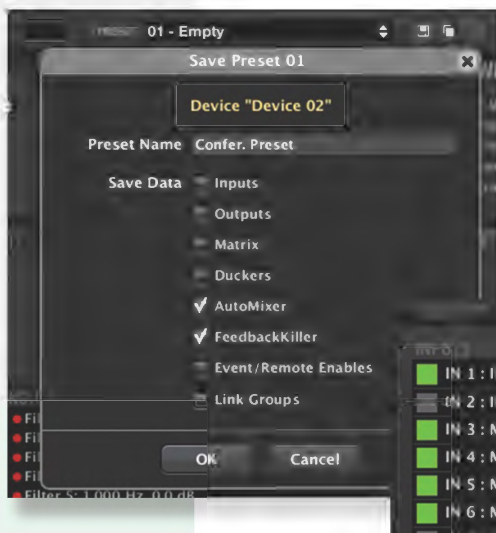 PRESET 01 - Empty
Save Preset 01
Device "Device 02"
Preset Name Confer. Preset
Save Data Inputs
Outputs
Matrix
Duckers
AutoMixer
FeedbackKiller
Event/Remote Enables
Link Groups
OK Cancel
IN 1 :
IN 2 :
IN 3 :
IN 4 :
IN 5 :
IN 6 :
Filter 5: 1.000 Hz, 0.0 dB